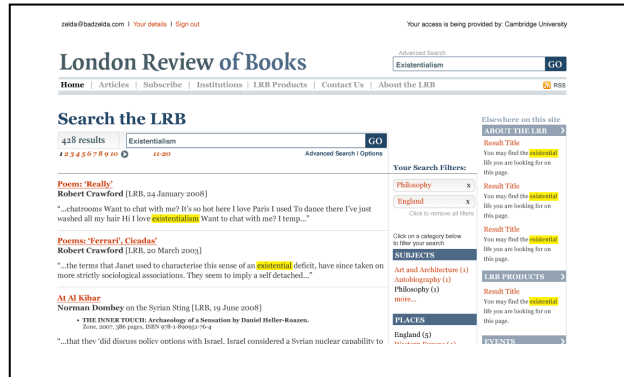 zelda@badzelda.com | Your details | Sign out
Your access is being provided by: Cambridge University
London Review of Books
Advanced Search
Existentialism GO
Home | Articles | Subscribe | Institutions | LRB Products | Contact Us | About the LRB
RSS
Search the LRB
428 results Existentialism GO
1 2 3 4 5 6 7 8 9 10 11-20 Advanced Search | Options
Poem: ‘Really’
Robert Crawford [LRB, 24 January 2008]
“...chatrooms Want to chat with me? It’s so hot here I love Paris I used To dance there I’ve just
washed all my hair Hi I love existentialism Want to chat with me? I temp...”
Poems: ‘Ferrari’, Cicadas’
Robert Crawford [LRB, 20 March 2003]
“...the terms that Janet used to characterise this sense of an existential deficit, have since taken on
more strictly sociological associations. They seem to imply a self detached...”
At Al Kibar
Norman Dombey on the Syrian Sting [LRB, 19 June 2008]
• THE INNER TOUCH: Archaeology of a Sensation by Daniel Heller-Roazen.
Zone, 2007, 386 pages, ISBN 978-1-890951-76-4
“...that they ‘did discuss policy options with Israel. Israel considered a Syrian nuclear capability to
Your Search Filters:
Philosophy x
England x
Click to remove all filters
Click on a category below
to filter your search
SUBJECTS
Art and Architecture (1)
Autobiography (1)
Philosophy (1)
more...
PLACES
England (5)
Elsewhere on this site
ABOUT THE LRB
Result Title
You may find the existential
life you are looking for on
this page.
Result Title
You may find the existential
life you are looking for on
this page.
Result Title
You may find the existential
life you are looking for on
this page.
LRB PRODUCTS
Result Title
You may find the existential
life you are looking for on
this page.
EVENTS